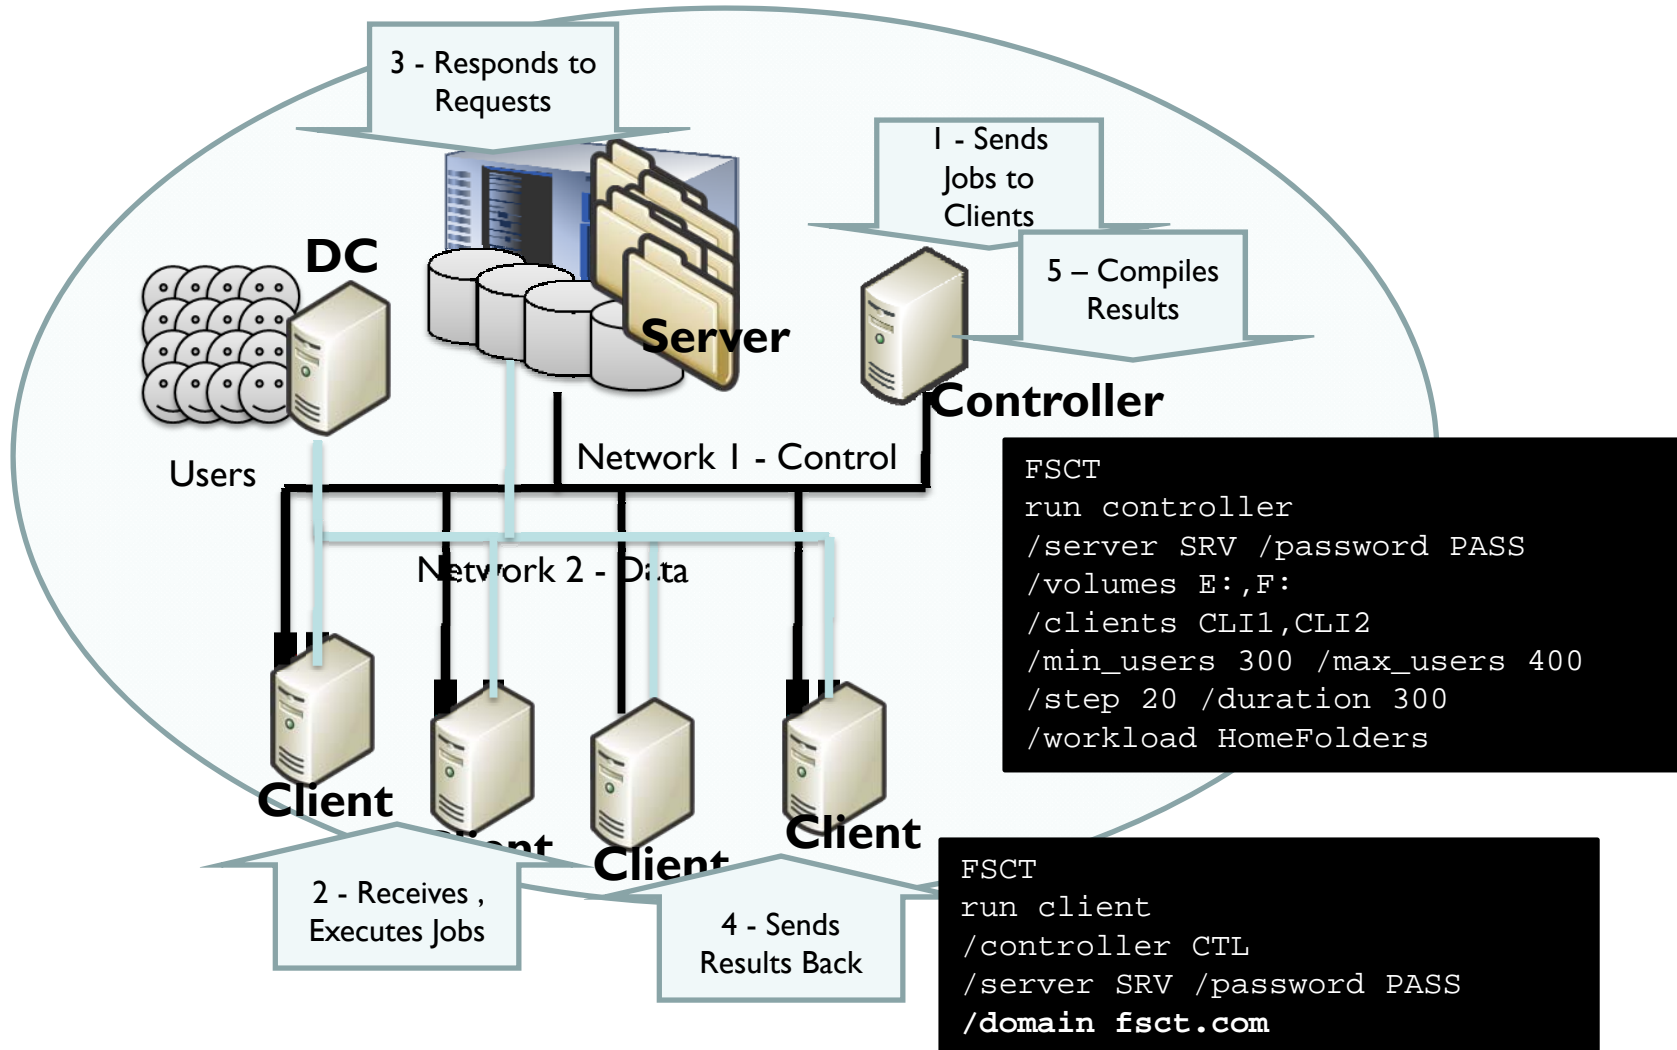 3 - Responds to
Requests
1 - Sends
Jobs to
Clients
5 – Compiles
Results
DC
Server
Controller
Users
Network 1 - Control
Network 2 - Data
Client
Client
Client
2 - Receives ,
Executes Jobs
4 - Sends
Results Back
FSCT
run controller
/server SRV /password PASS
/volumes E:,F:
/clients CLI1,CLI2
/min_users 300 /max_users 400
/step 20 /duration 300
/workload HomeFolders
FSCT
run client
/controller CTL
/server SRV /password PASS
/domain fsct.com